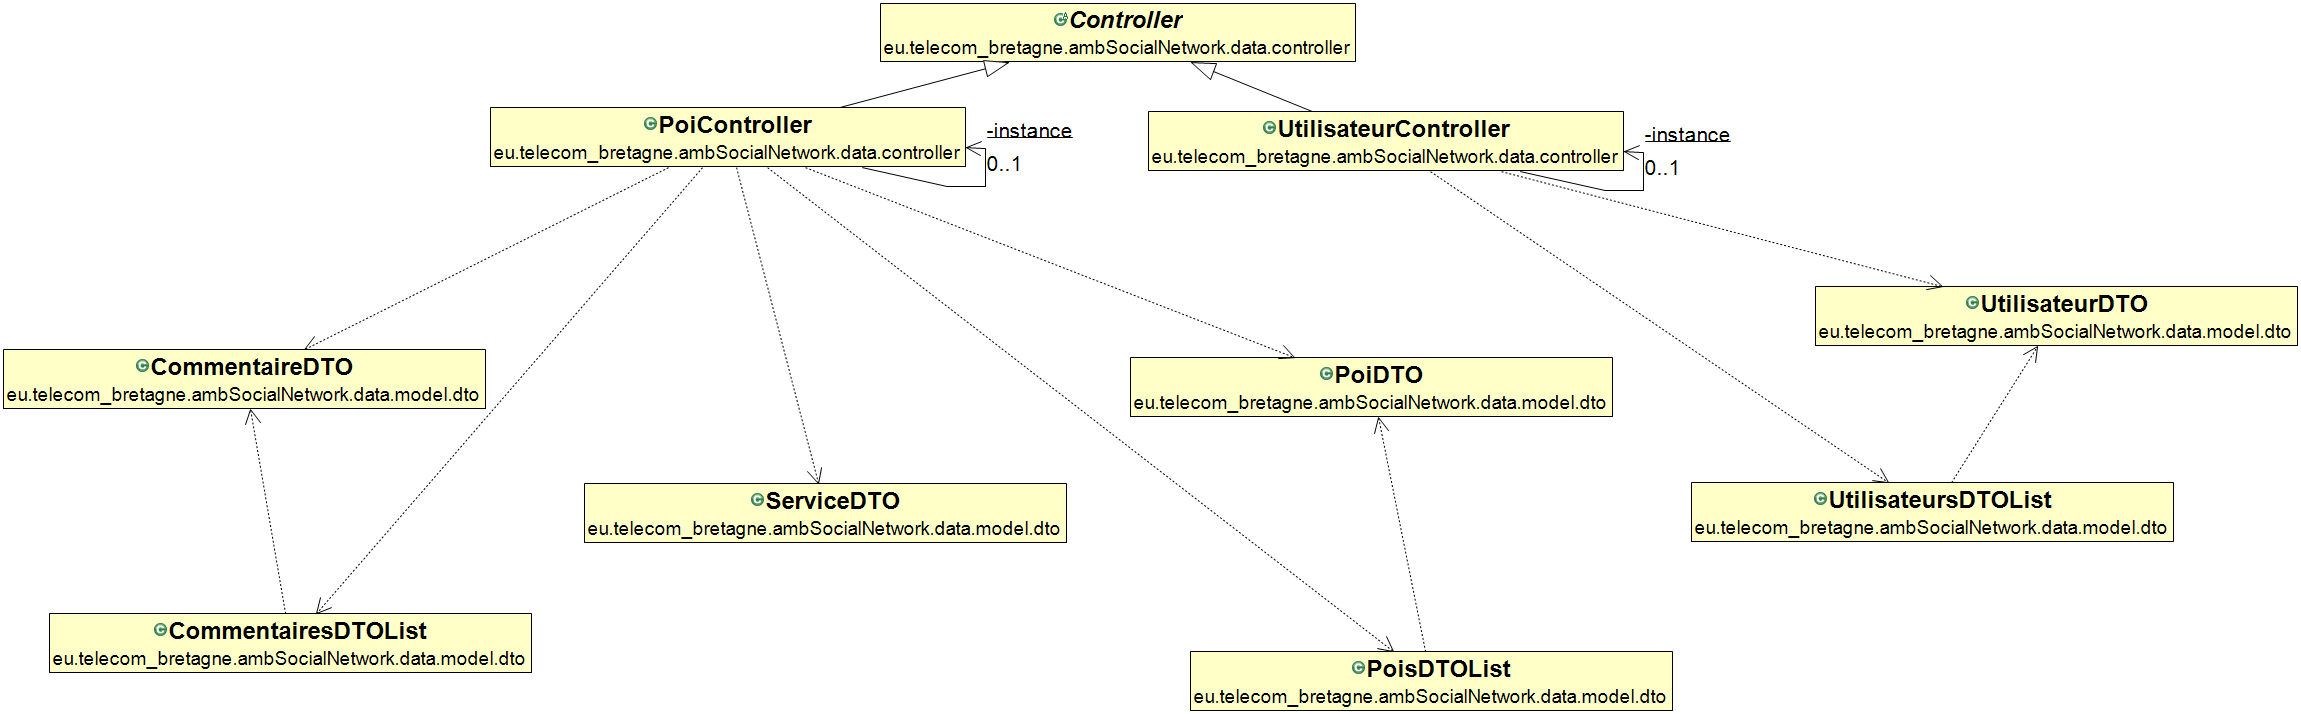 Controller
eu.telecom_bretagne.ambSocialNetwork.data.controller
PoiController
eu.telecom_bretagne.ambSocialNetwork.data.controller
-instance
0..1
UtilisateurController
eu.telecom_bretagne.ambSocialNetwork.data.controller
-instance
0..1
UtilisateurDTO
eu.telecom_bretagne.ambSocialNetwork.data.model.dto
CommentaireDTO
eu.telecom_bretagne.ambSocialNetwork.data.model.dto
PoiDTO
eu.telecom_bretagne.ambSocialNetwork.data.model.dto
ServiceDTO
eu.telecom_bretagne.ambSocialNetwork.data.model.dto
UtilisateursDTOList
eu.telecom_bretagne.ambSocialNetwork.data.model.dto
CommentairesDTOList
eu.telecom_bretagne.ambSocialNetwork.data.model.dto
PoisDTOList
eu.telecom_bretagne.ambSocialNetwork.data.model.dto